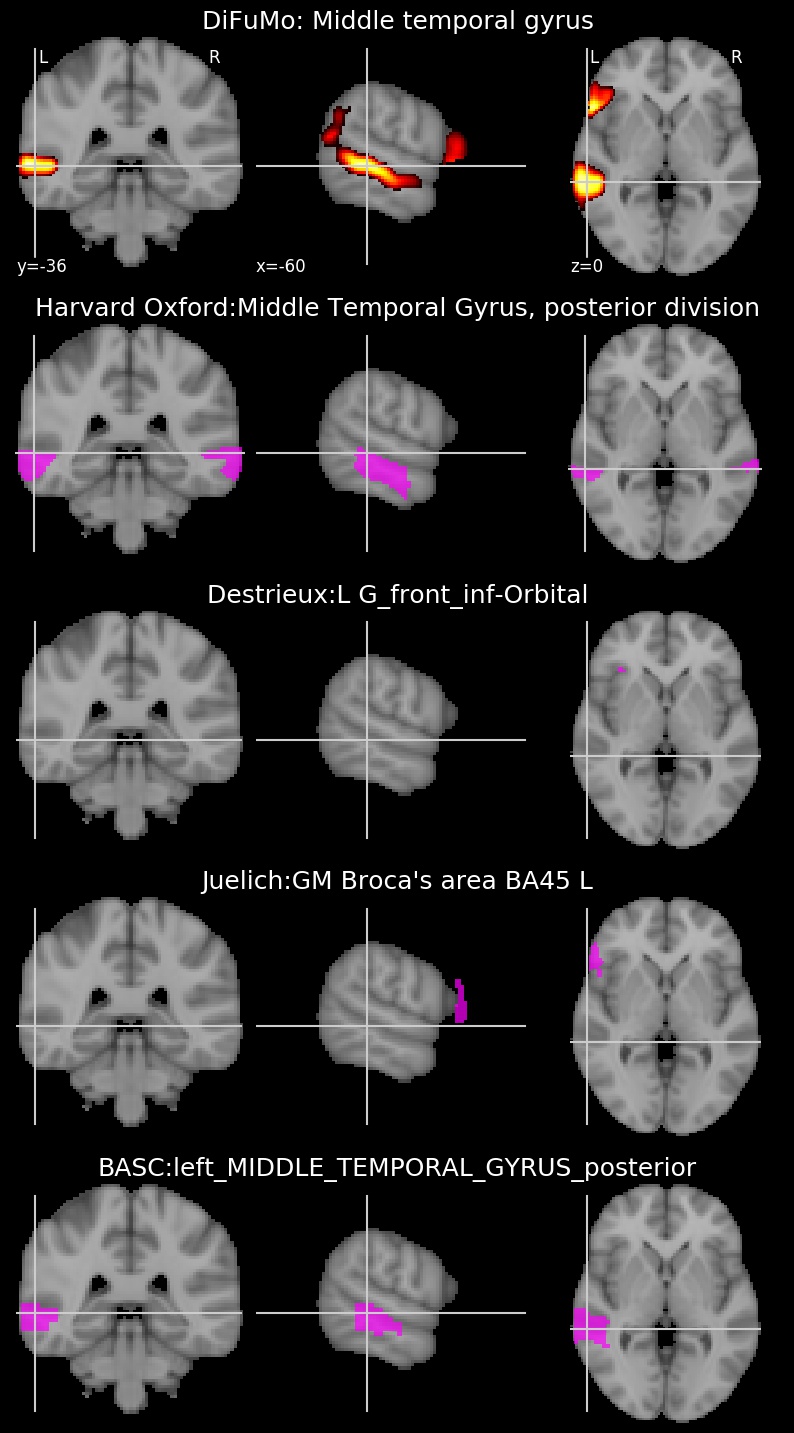 DiFuMo: Middle temporal gyrus
L R L R
y=-36 x=-60 z=0
Harvard Oxford:Middle Temporal Gyrus, posterior division
Destrieux:L G_front_inf-Orbital
Juelich:GM Broca's area BA45 L
BASC:left_MIDDLE_TEMPORAL_GYRUS_posterior